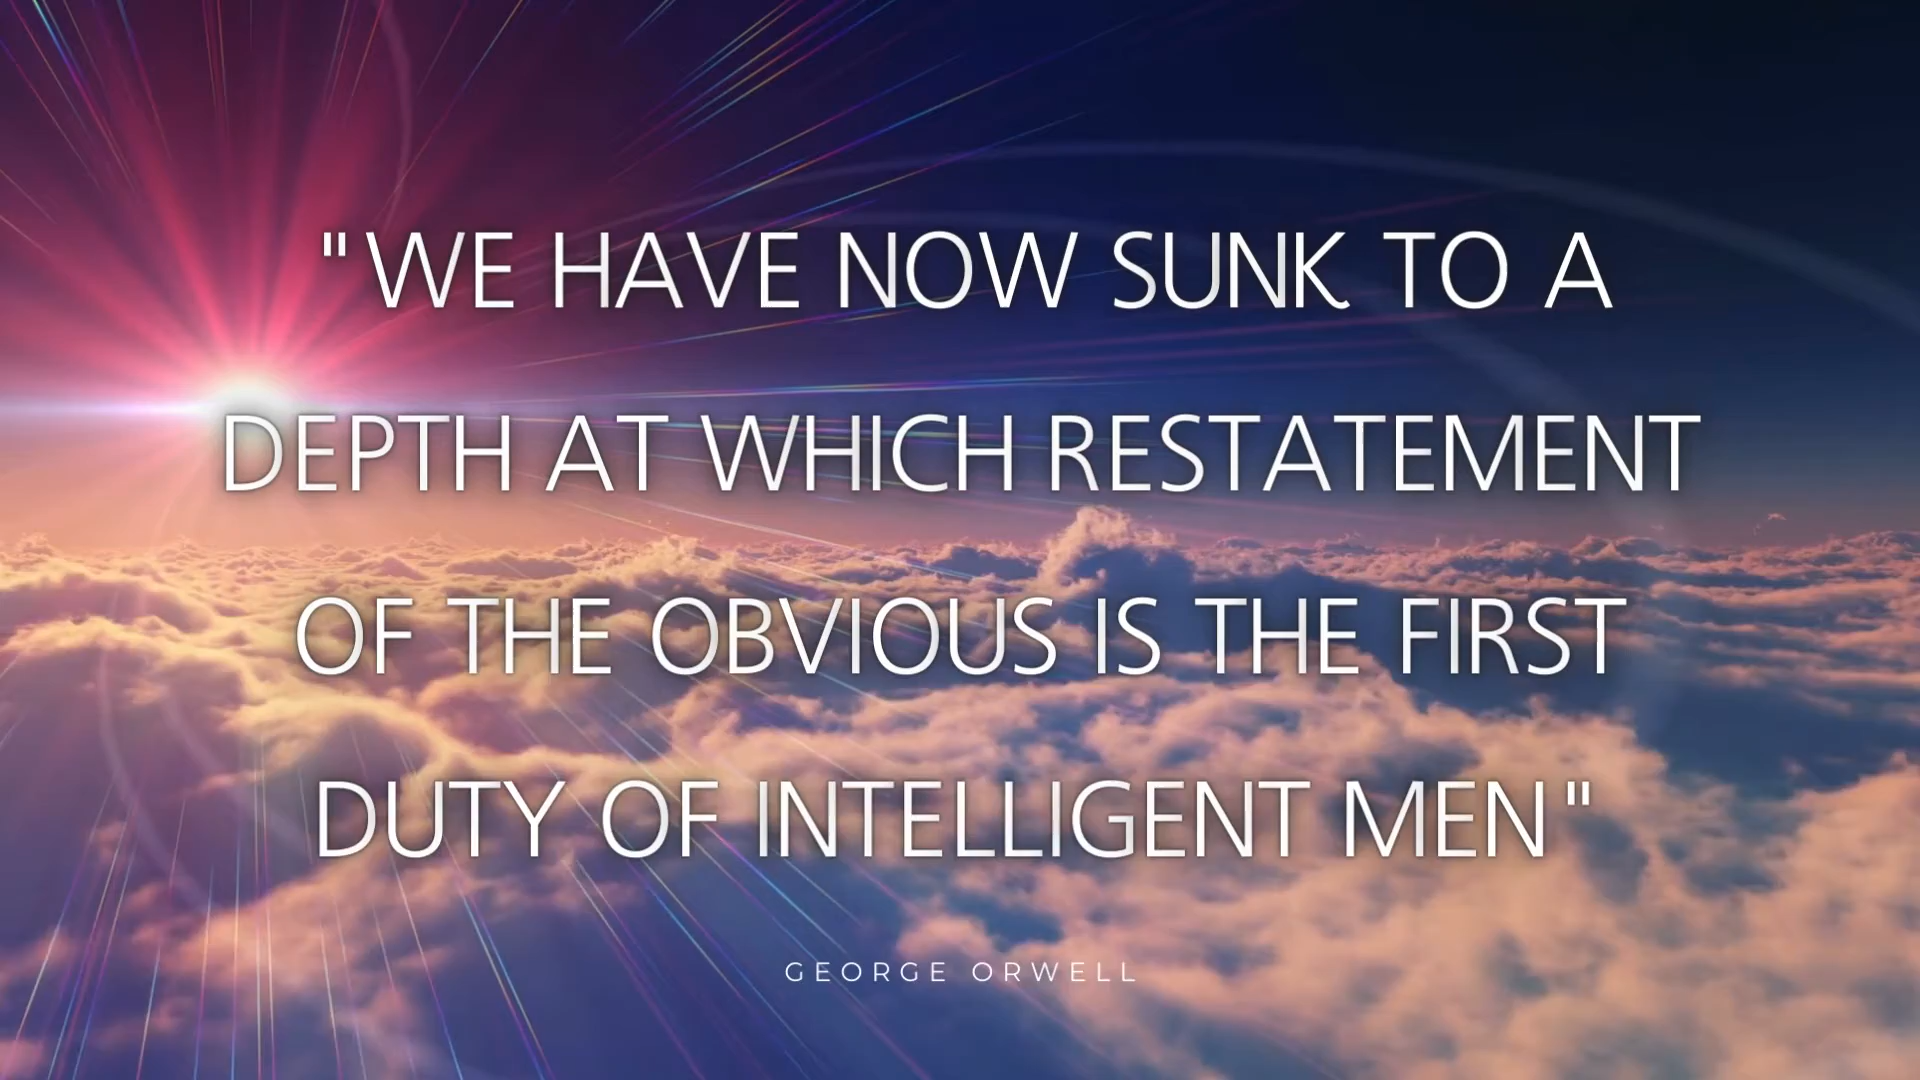 "WE HAVE NOW SUNK TO A
DEPTH AT WHICH RESTATEMENT
OF THE OBVIOUS IS THE FIRST
DUTY OF INTELLIGENT MEN"
GEORGE ORWELL